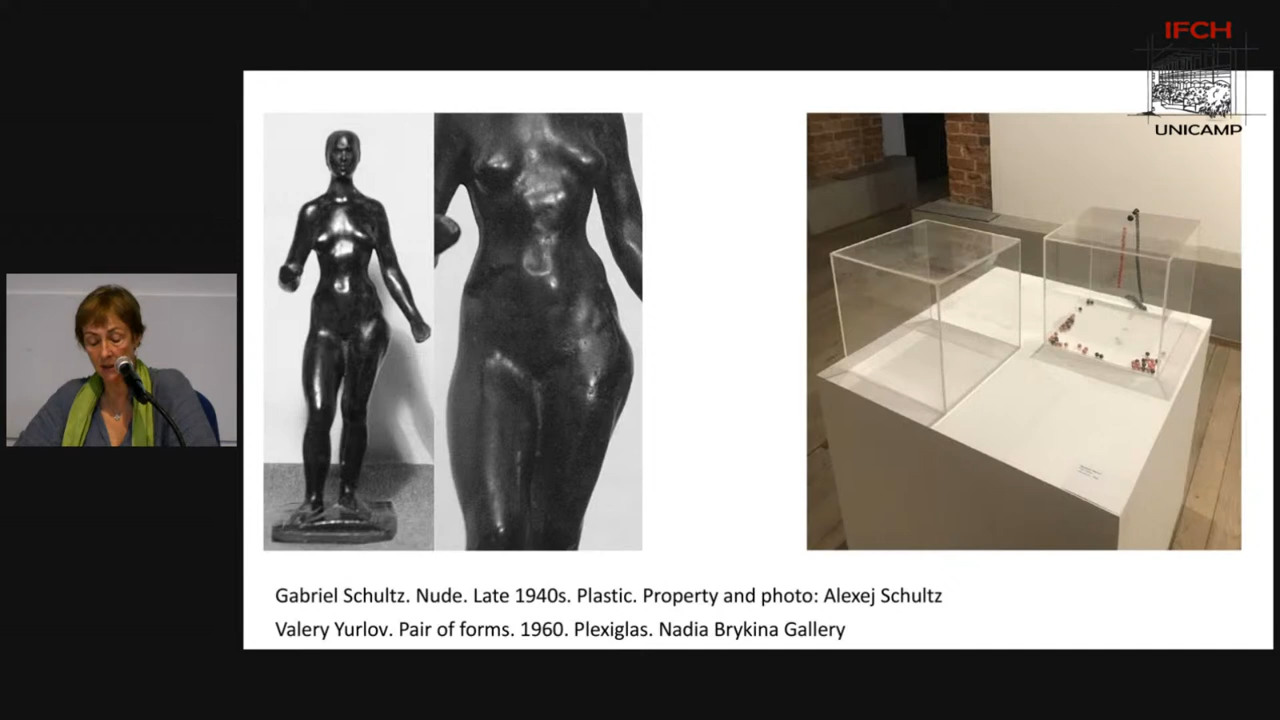 IFCH
UNICAMP
Gabriel Schultz. Nude. Late 1940s. Plastic. Property and photo: Alexej Schultz
Valery Yurlov. Pair of forms. 1960. Plexiglas. Nadia Brykina Gallery